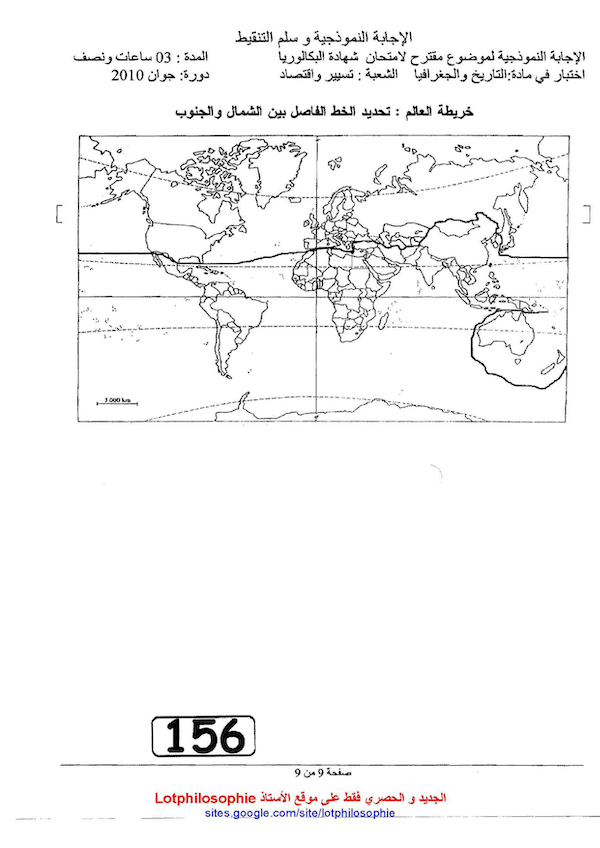 الإجابة النموذجية و سلم التنقيط
الإجابة النموذجية لموضوع مقترح لامتحان شهادة البكالوريا المدة : 03 ساعات ونصف
اختبار في مادة:التاريخ والجغرافيا الشعبة : تسيير واقتصاد دورة: جوان 2010
خريطة العالم : تحديد الخط الفاصل بين الشمال والجنوب
3 000 km
156
صفحة 9 من 9
الجديد و الحصري فقط على موقع الأستاذ Lotphilosophie
sites.google.com/site/lotphilosophie